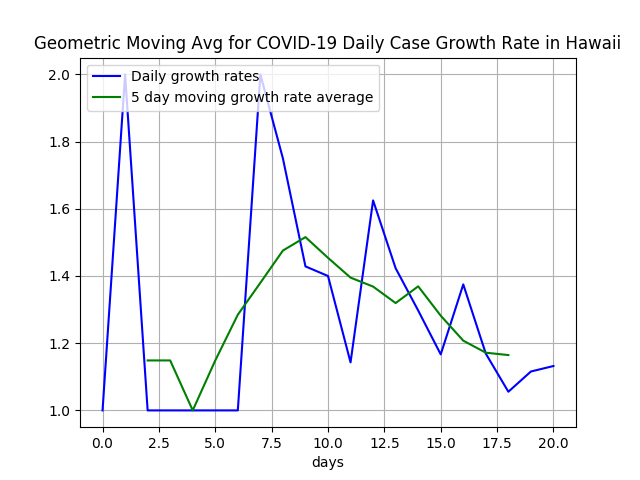 Geometric Moving Avg for COVID-19 Daily Case Growth Rate in Hawaii
Daily growth rates
5 day moving growth rate average
2.0
1.8
1.6
1.4
1.2
1.0
0.0 2.5 5.0 7.5 10.0 12.5 15.0 17.5 20.0
days